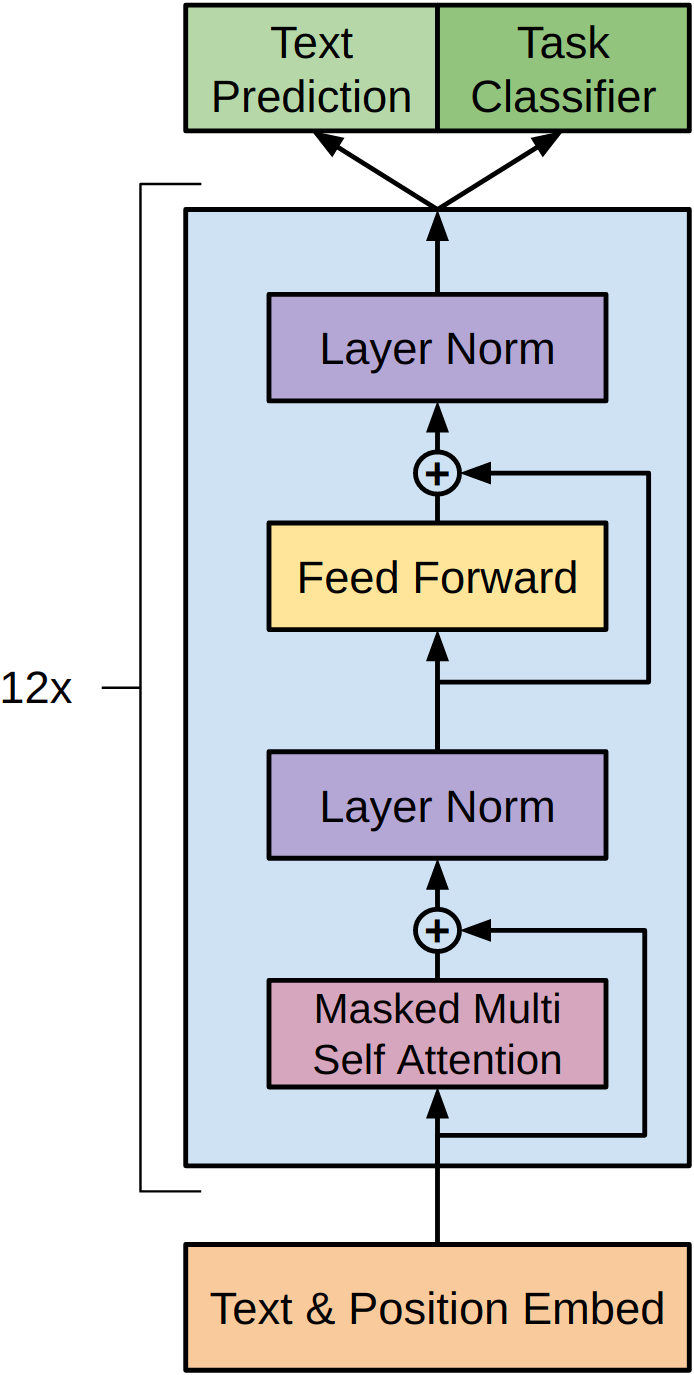 Text
Prediction
Task
Classifier
Layer Norm
+
Feed Forward
12x
Layer Norm
+
Masked Multi
Self Attention
Text & Position Embed